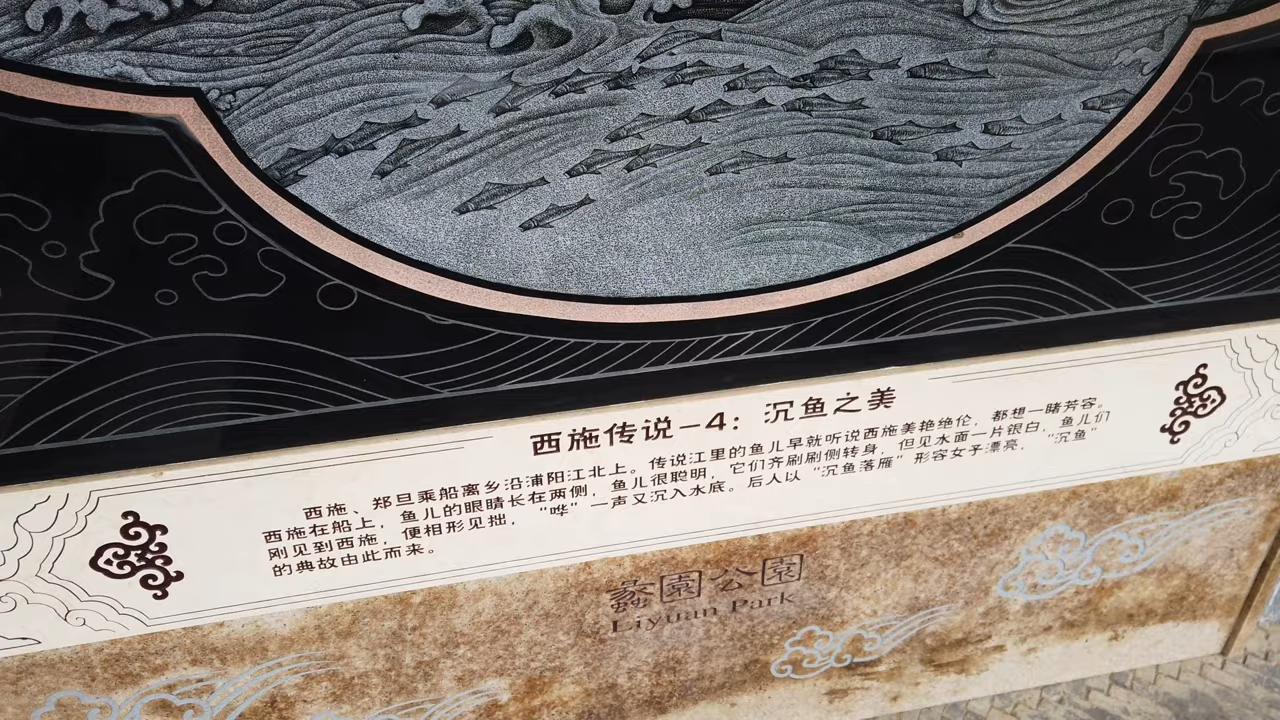 西施传说-4：沉鱼之美
西施、郑旦乘船离乡沿浦阳江北上。传说江里的鱼儿早就听说西施美艳绝伦，都想一睹芳容。
西施在船上，鱼儿的眼睛长在两侧，鱼儿很聪明，它们齐刷刷侧转身，但见水面一片银白，鱼儿们
刚见到西施，便相形见拙，“哗”一声又沉入水底。后人以“沉鱼落雁”形容女子漂亮，“沉鱼”
的典故由此而来。
蠡園公園
Liyuan Park